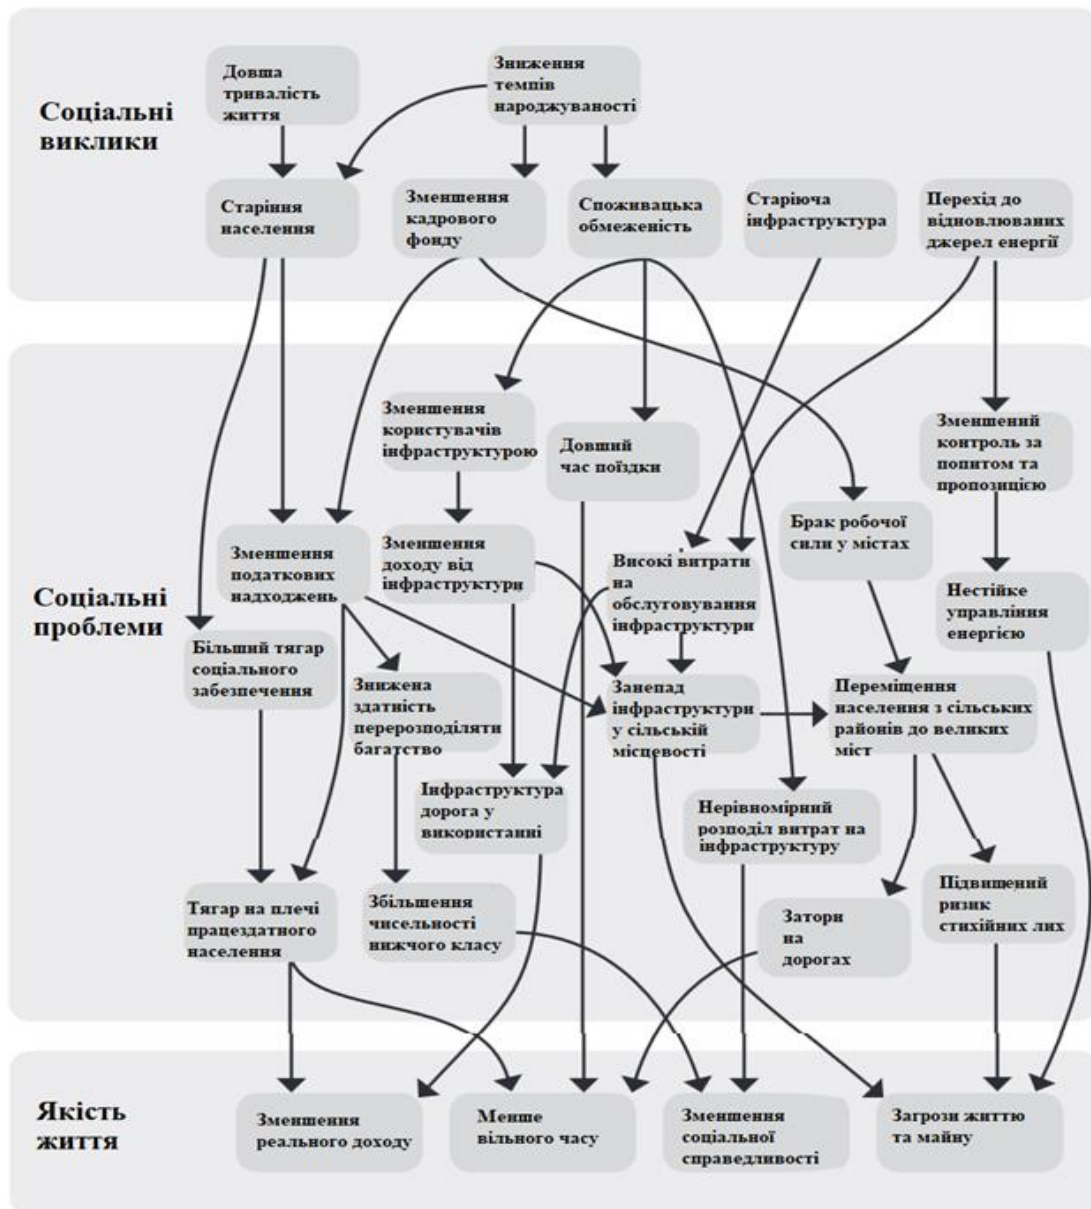 Соціальні
виклики
Довша
тривалість
життя
Зниження
темпів
народжуваності
Старіння
населення
Зменшення
кадрового
фонду
Споживацька
обмеженість
Старіюча
інфраструктура
Перехід до
відновлюваних
джерел енергії
Соціальні
проблеми
Зменшення
користувачів
інфраструктурою
Довший
час поїздки
Зменшений
контроль за
попитом та
пропозицією
Брак робочої
сили у містах
Зменшення
податкових
надходжень
Зменшення
доходу від
інфраструктури
Високі витрати
на
обслуговування
інфраструктури
Нестійке
управління
енергією
Більший тягар
соціального
забезпечення
Знижена
здатність
перерозподіляти
багатство
Занепад
інфраструктури
у сільській
місцевості
Переміщення
населення з сільських
районів до великих
міст
Інфраструктура
дорога у
використанні
Нерівномірний
розподіл витрат на
інфраструктуру
Тягар на плечі
працездатного
населення
Збільшення
чисельності
нижчого класу
Затори
на
дорогах
Підвищений
ризик
стихійних лих
Якість
життя
Зменшення
реального доходу
Менше
вільного часу
Зменшення
соціальної
справедливості
Загрози життю
та майну